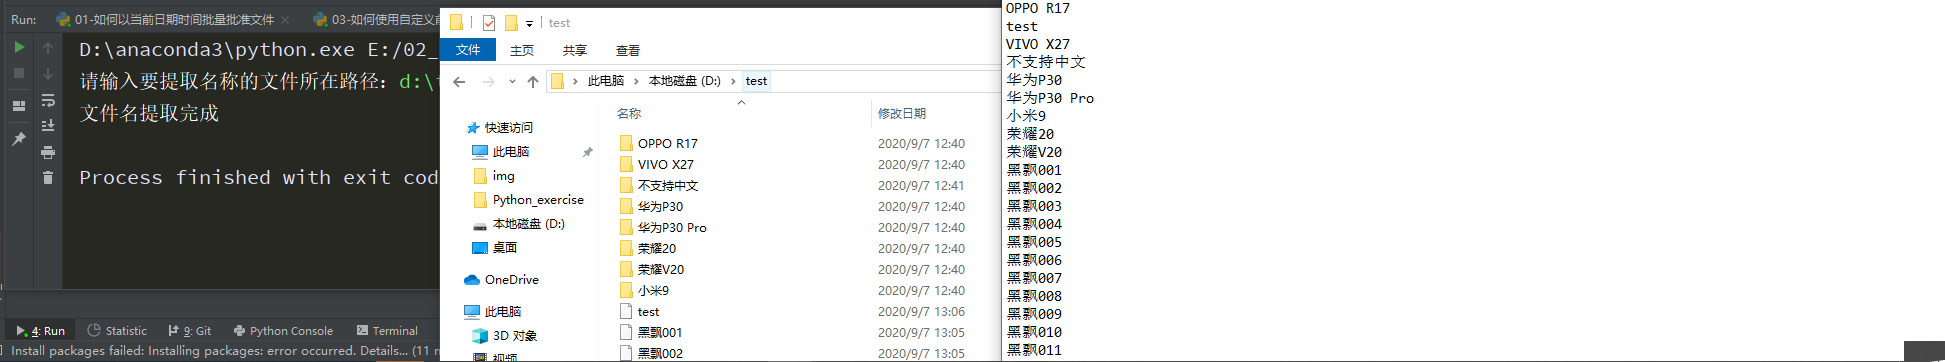 Run:
01-如何以当前日期时间批量批准文件
03-如何使用自定义前
D:\anaconda3\python.exe E:/02_
请输入要提取名称的文件所在路径：d:\t
文件名提取完成
Process finished with exit cod
4: Run
Statistic
9: Git
Python Console
Terminal
Install packages failed: Installing packages: error occurred. Details... (11 m
test
文件
主页
共享
查看
此电脑
本地磁盘 (D:)
test
名称
修改日期
快速访问
此电脑
img
Python_exercise
本地磁盘 (D:)
桌面
OneDrive
此电脑
3D 对象
视频
OPPO R17 2020/9/7 12:40
VIVO X27 2020/9/7 12:40
不支持中文 2020/9/7 12:41
华为P30 2020/9/7 12:40
华为P30 Pro 2020/9/7 12:40
荣耀20 2020/9/7 12:40
荣耀V20 2020/9/7 12:40
小米9 2020/9/7 12:40
test 2020/9/7 13:06
黑飘001 2020/9/7 13:05
黑飘002 2020/9/7 13:05
OPPO R17
test
VIVO X27
不支持中文
华为P30
华为P30 Pro
小米9
荣耀20
荣耀V20
黑飘001
黑飘002
黑飘003
黑飘004
黑飘005
黑飘006
黑飘007
黑飘008
黑飘009
黑飘010
黑飘011